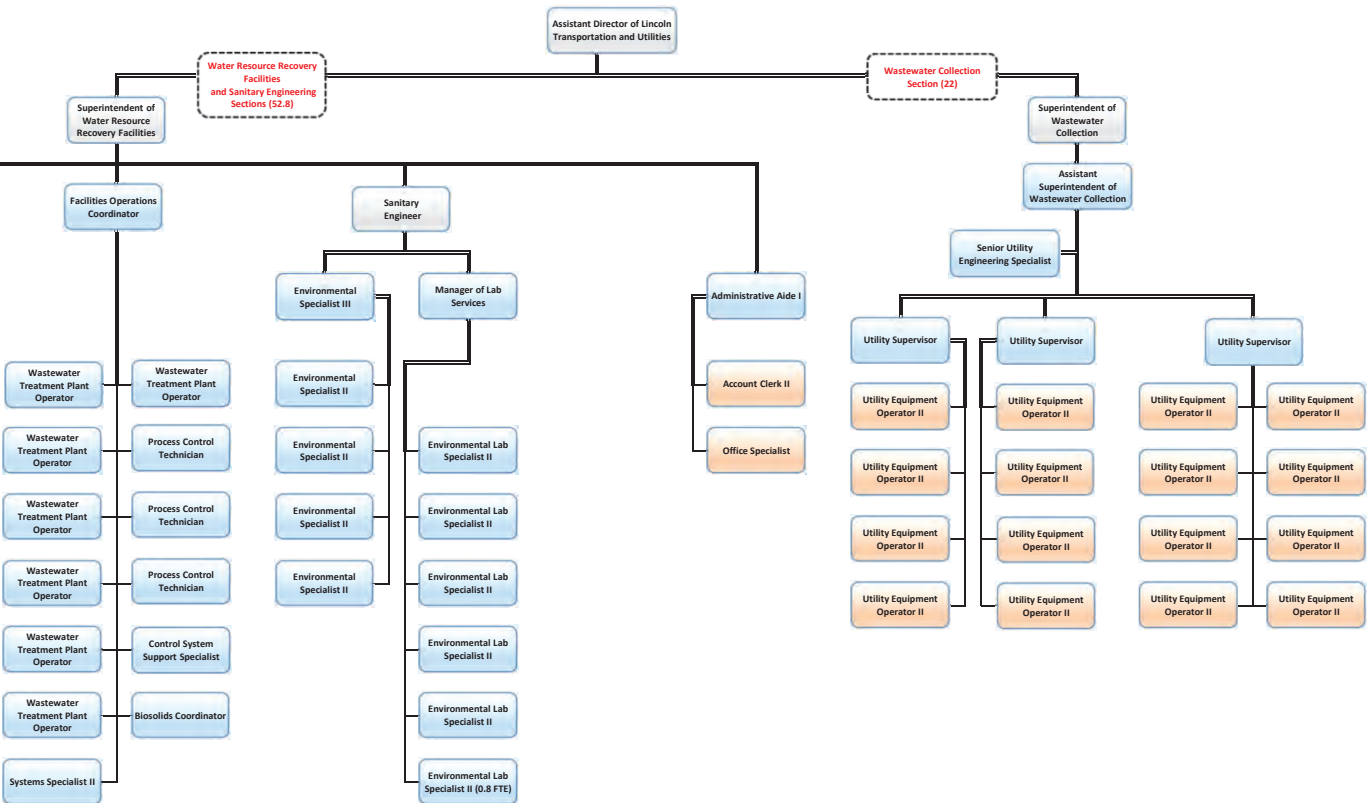 Assistant Director of Lincoln
Transportation and Utilities
Water Resource Recovery
Facilities
and Sanitary Engineering
Sections (52.8)
Wastewater Collection
Section (22)
Superintendent of
Water Resource
Recovery Facilities
Superintendent of
Wastewater
Collection
Facilities Operations
Coordinator
Sanitary
Engineer
Assistant
Superintendent of
Wastewater Collection
Senior Utility
Engineering Specialist
Environmental
Specialist III
Manager of Lab
Services
Administrative Aide I
Utility Supervisor
Utility Supervisor
Utility Supervisor
Wastewater
Treatment Plant
Operator
Wastewater
Treatment Plant
Operator
Wastewater
Treatment Plant
Operator
Process Control
Technician
Wastewater
Treatment Plant
Operator
Process Control
Technician
Wastewater
Treatment Plant
Operator
Process Control
Technician
Wastewater
Treatment Plant
Operator
Control System
Support Specialist
Wastewater
Treatment Plant
Operator
Biosolids Coordinator
Systems Specialist II
Environmental
Specialist II
Environmental
Specialist II
Environmental
Specialist II
Environmental
Specialist II
Environmental Lab
Specialist II
Environmental Lab
Specialist II
Environmental Lab
Specialist II
Environmental Lab
Specialist II
Environmental Lab
Specialist II
Environmental Lab
Specialist II (0.8 FTE)
Account Clerk II
Office Specialist
Utility Equipment
Operator II
Utility Equipment
Operator II
Utility Equipment
Operator II
Utility Equipment
Operator II
Utility Equipment
Operator II
Utility Equipment
Operator II
Utility Equipment
Operator II
Utility Equipment
Operator II
Utility Equipment
Operator II
Utility Equipment
Operator II
Utility Equipment
Operator II
Utility Equipment
Operator II
Utility Equipment
Operator II
Utility Equipment
Operator II
Utility Equipment
Operator II
Utility Equipment
Operator II